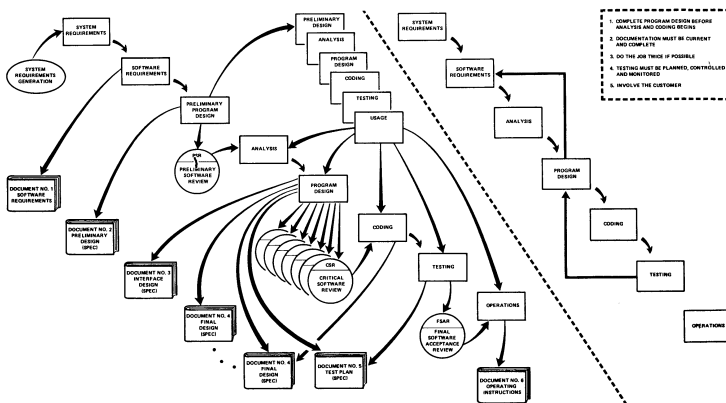 PRELIMINARY
DESIGN
ANALYSIS
PROGRAM
DESIGN
CODING
TESTING
USAGE
SYSTEM
REQUIREMENTS
SYSTEM
REQUIREMENTS
GENERATION
SOFTWARE
REQUIREMENTS
PRELIMINARY
PROGRAM
DESIGN
PSR
PRELIMINARY
SOFTWARE
REVIEW
ANALYSIS
PROGRAM
DESIGN
CSR
CRITICAL
SOFTWARE
REVIEW
CODING
TESTING
FSAR
FINAL
SOFTWARE
ACCEPTANCE
REVIEW
OPERATIONS
DOCUMENT NO. 1
SOFTWARE
REQUIREMENTS
DOCUMENT NO. 2
PRELIMINARY
DESIGN
(SPEC)
DOCUMENT NO. 3
INTERFACE
DESIGN
(SPEC)
DOCUMENT NO. 4
FINAL
DESIGN
(SPEC)
DOCUMENT NO. 4
FINAL
DESIGN
(SPEC)
DOCUMENT NO. 5
TEST PLAN
(SPEC)
DOCUMENT NO. 6
OPERATING
INSTRUCTIONS
SYSTEM
REQUIREMENTS
SOFTWARE
REQUIREMENTS
ANALYSIS
PROGRAM
DESIGN
CODING
TESTING
OPERATIONS
1. COMPLETE PROGRAM DESIGN BEFORE
ANALYSIS AND CODING BEGINS
2. DOCUMENTATION MUST BE CURRENT
AND COMPLETE
3. DO THE JOB TWICE IF POSSIBLE
4. TESTING MUST BE PLANNED, CONTROLLED
AND MONITORED
5. INVOLVE THE CUSTOMER